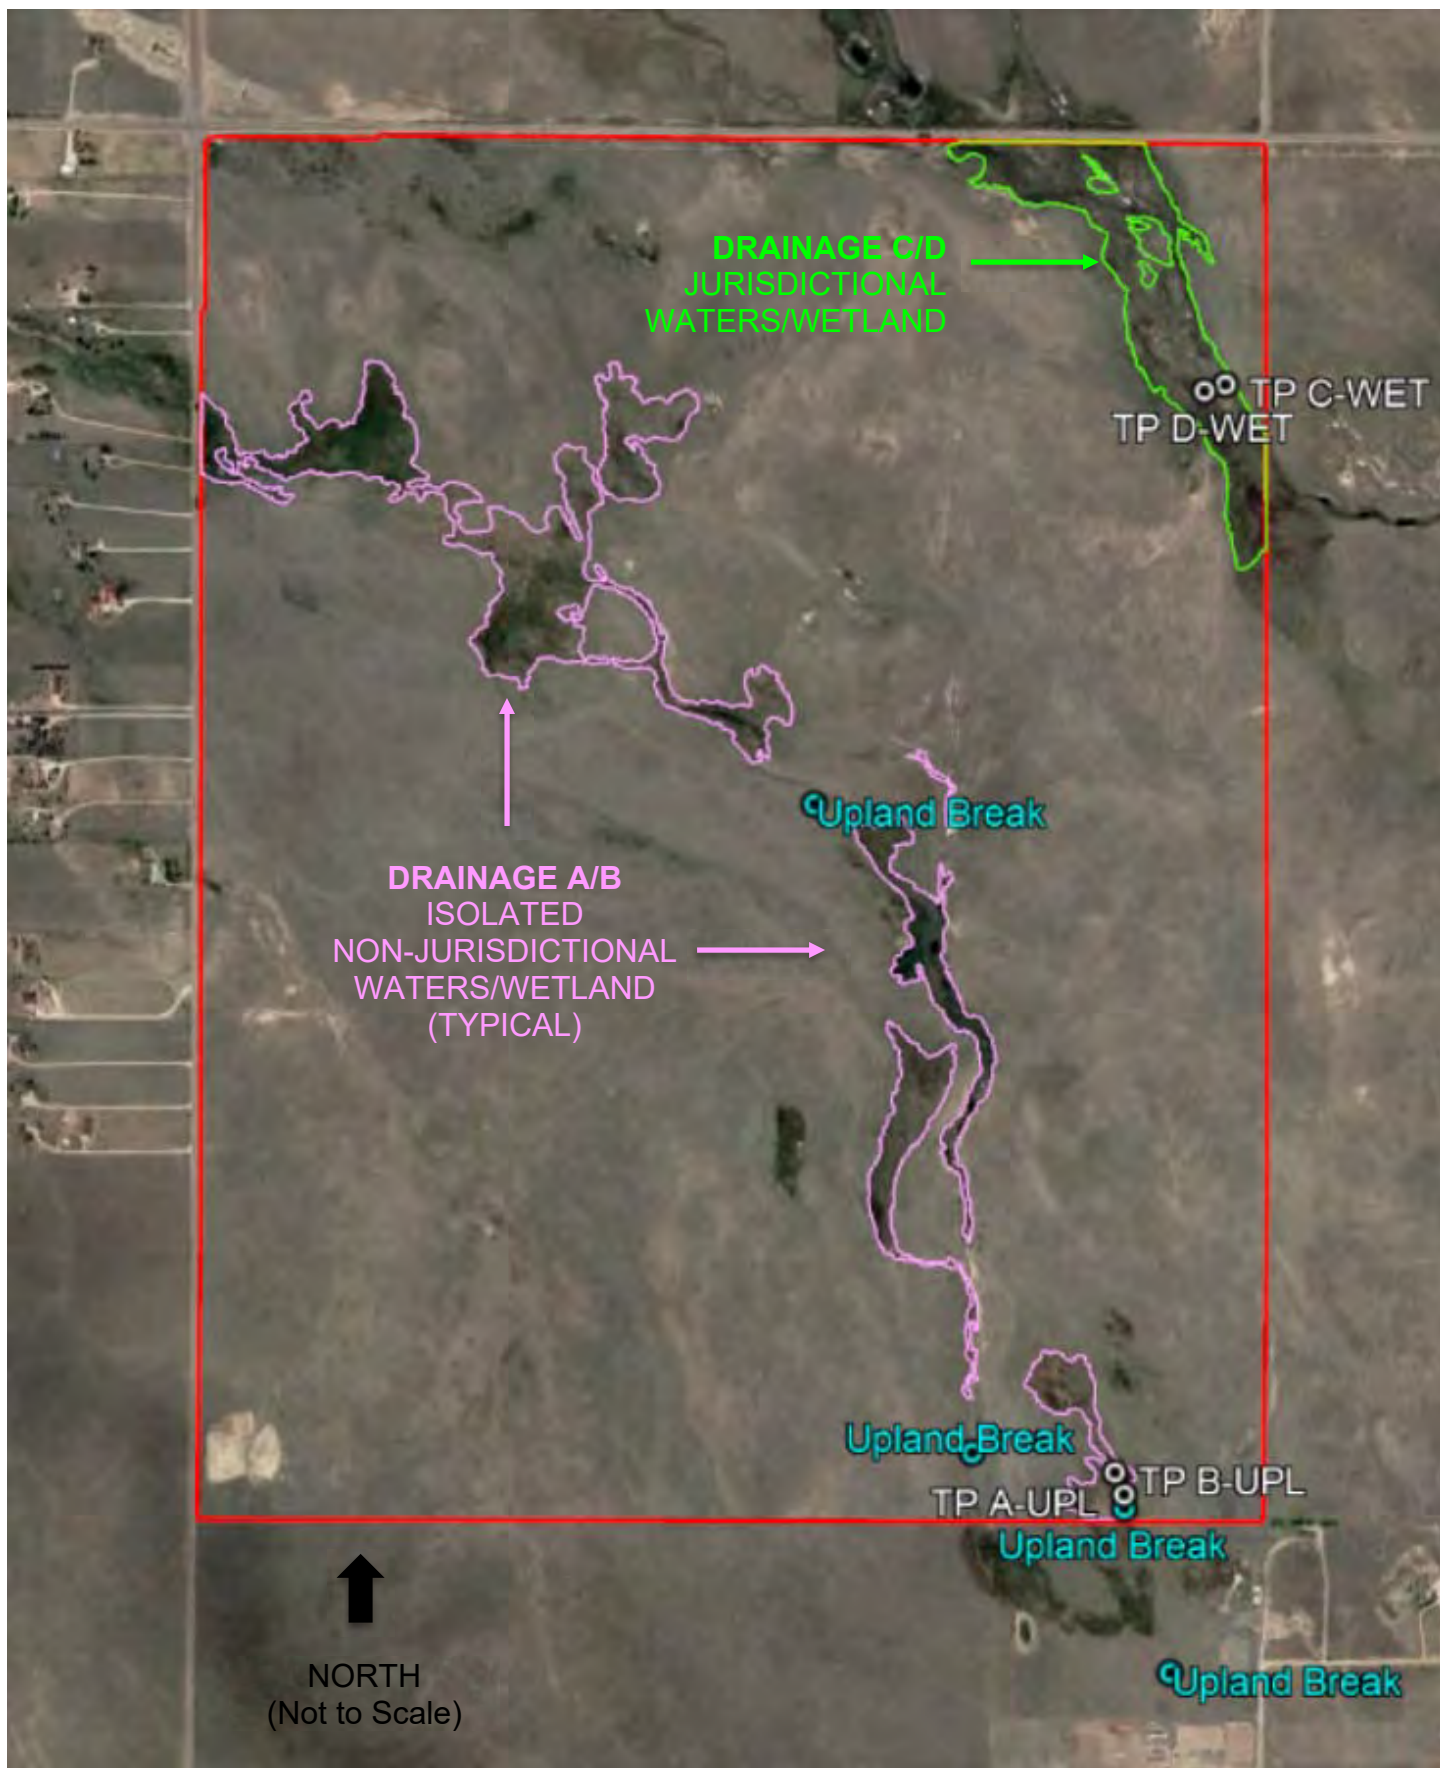 DRAINAGE C/D
JURISDICTIONAL
WATERS/WETLAND
TP C-WET
TP D-WET
Upland Break
DRAINAGE A/B
ISOLATED
NON-JURISDICTIONAL
WATERS/WETLAND
(TYPICAL)
Upland Break
TP B-UPL
TP A-UPL
Upland Break
NORTH
(Not to Scale)
Upland Break